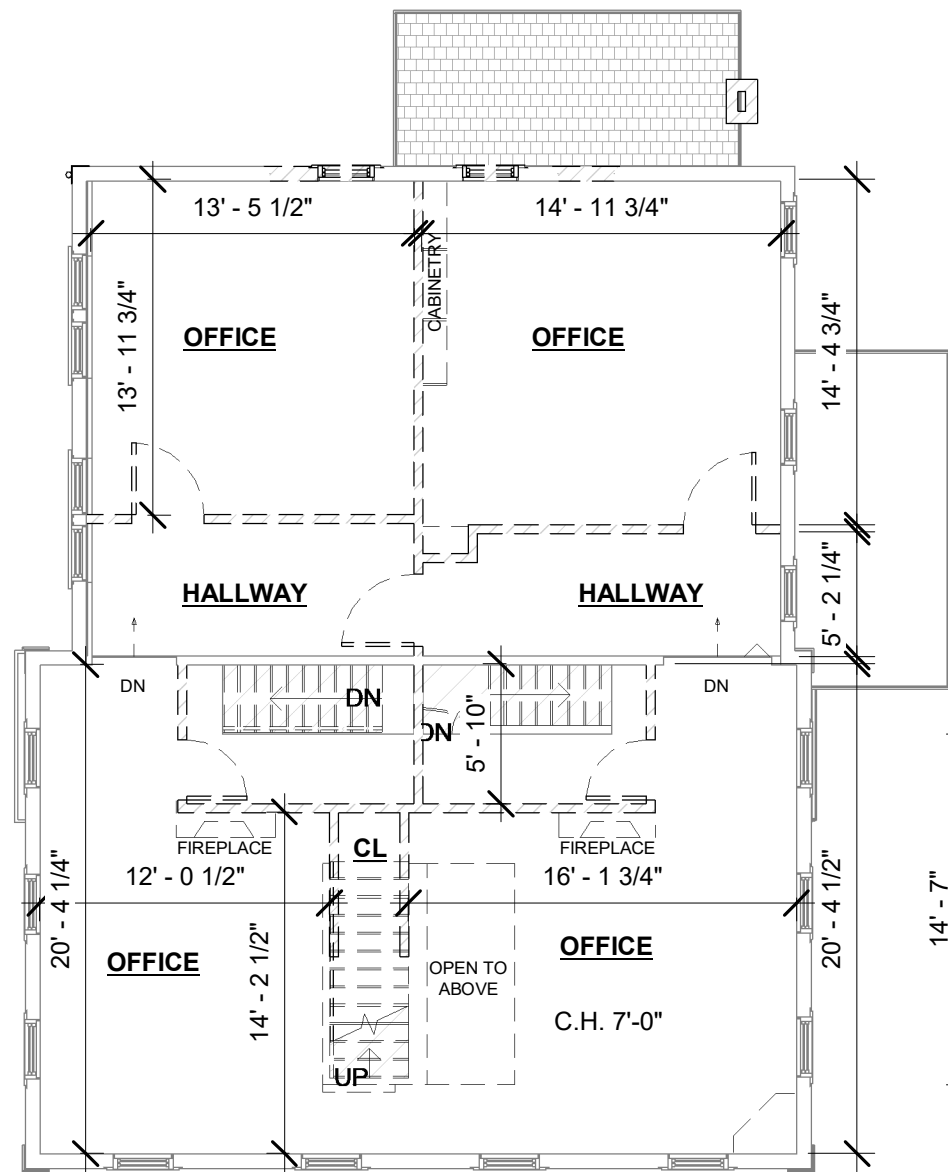 13' - 5 1/2"
14' - 11 3/4"
CABINETRY
13' - 11 3/4"
OFFICE
OFFICE
14' - 4 3/4"
HALLWAY
HALLWAY
5' - 2 1/4"
DN
DN
DN
DN
5' - 10"
FIREPLACE
CL
FIREPLACE
12' - 0 1/2"
16' - 1 3/4"
20' - 4 1/4"
20' - 4 1/2"
14' - 7"
OFFICE
OFFICE
14' - 2 1/2"
OPEN TO
ABOVE
C.H. 7'-0"
UP